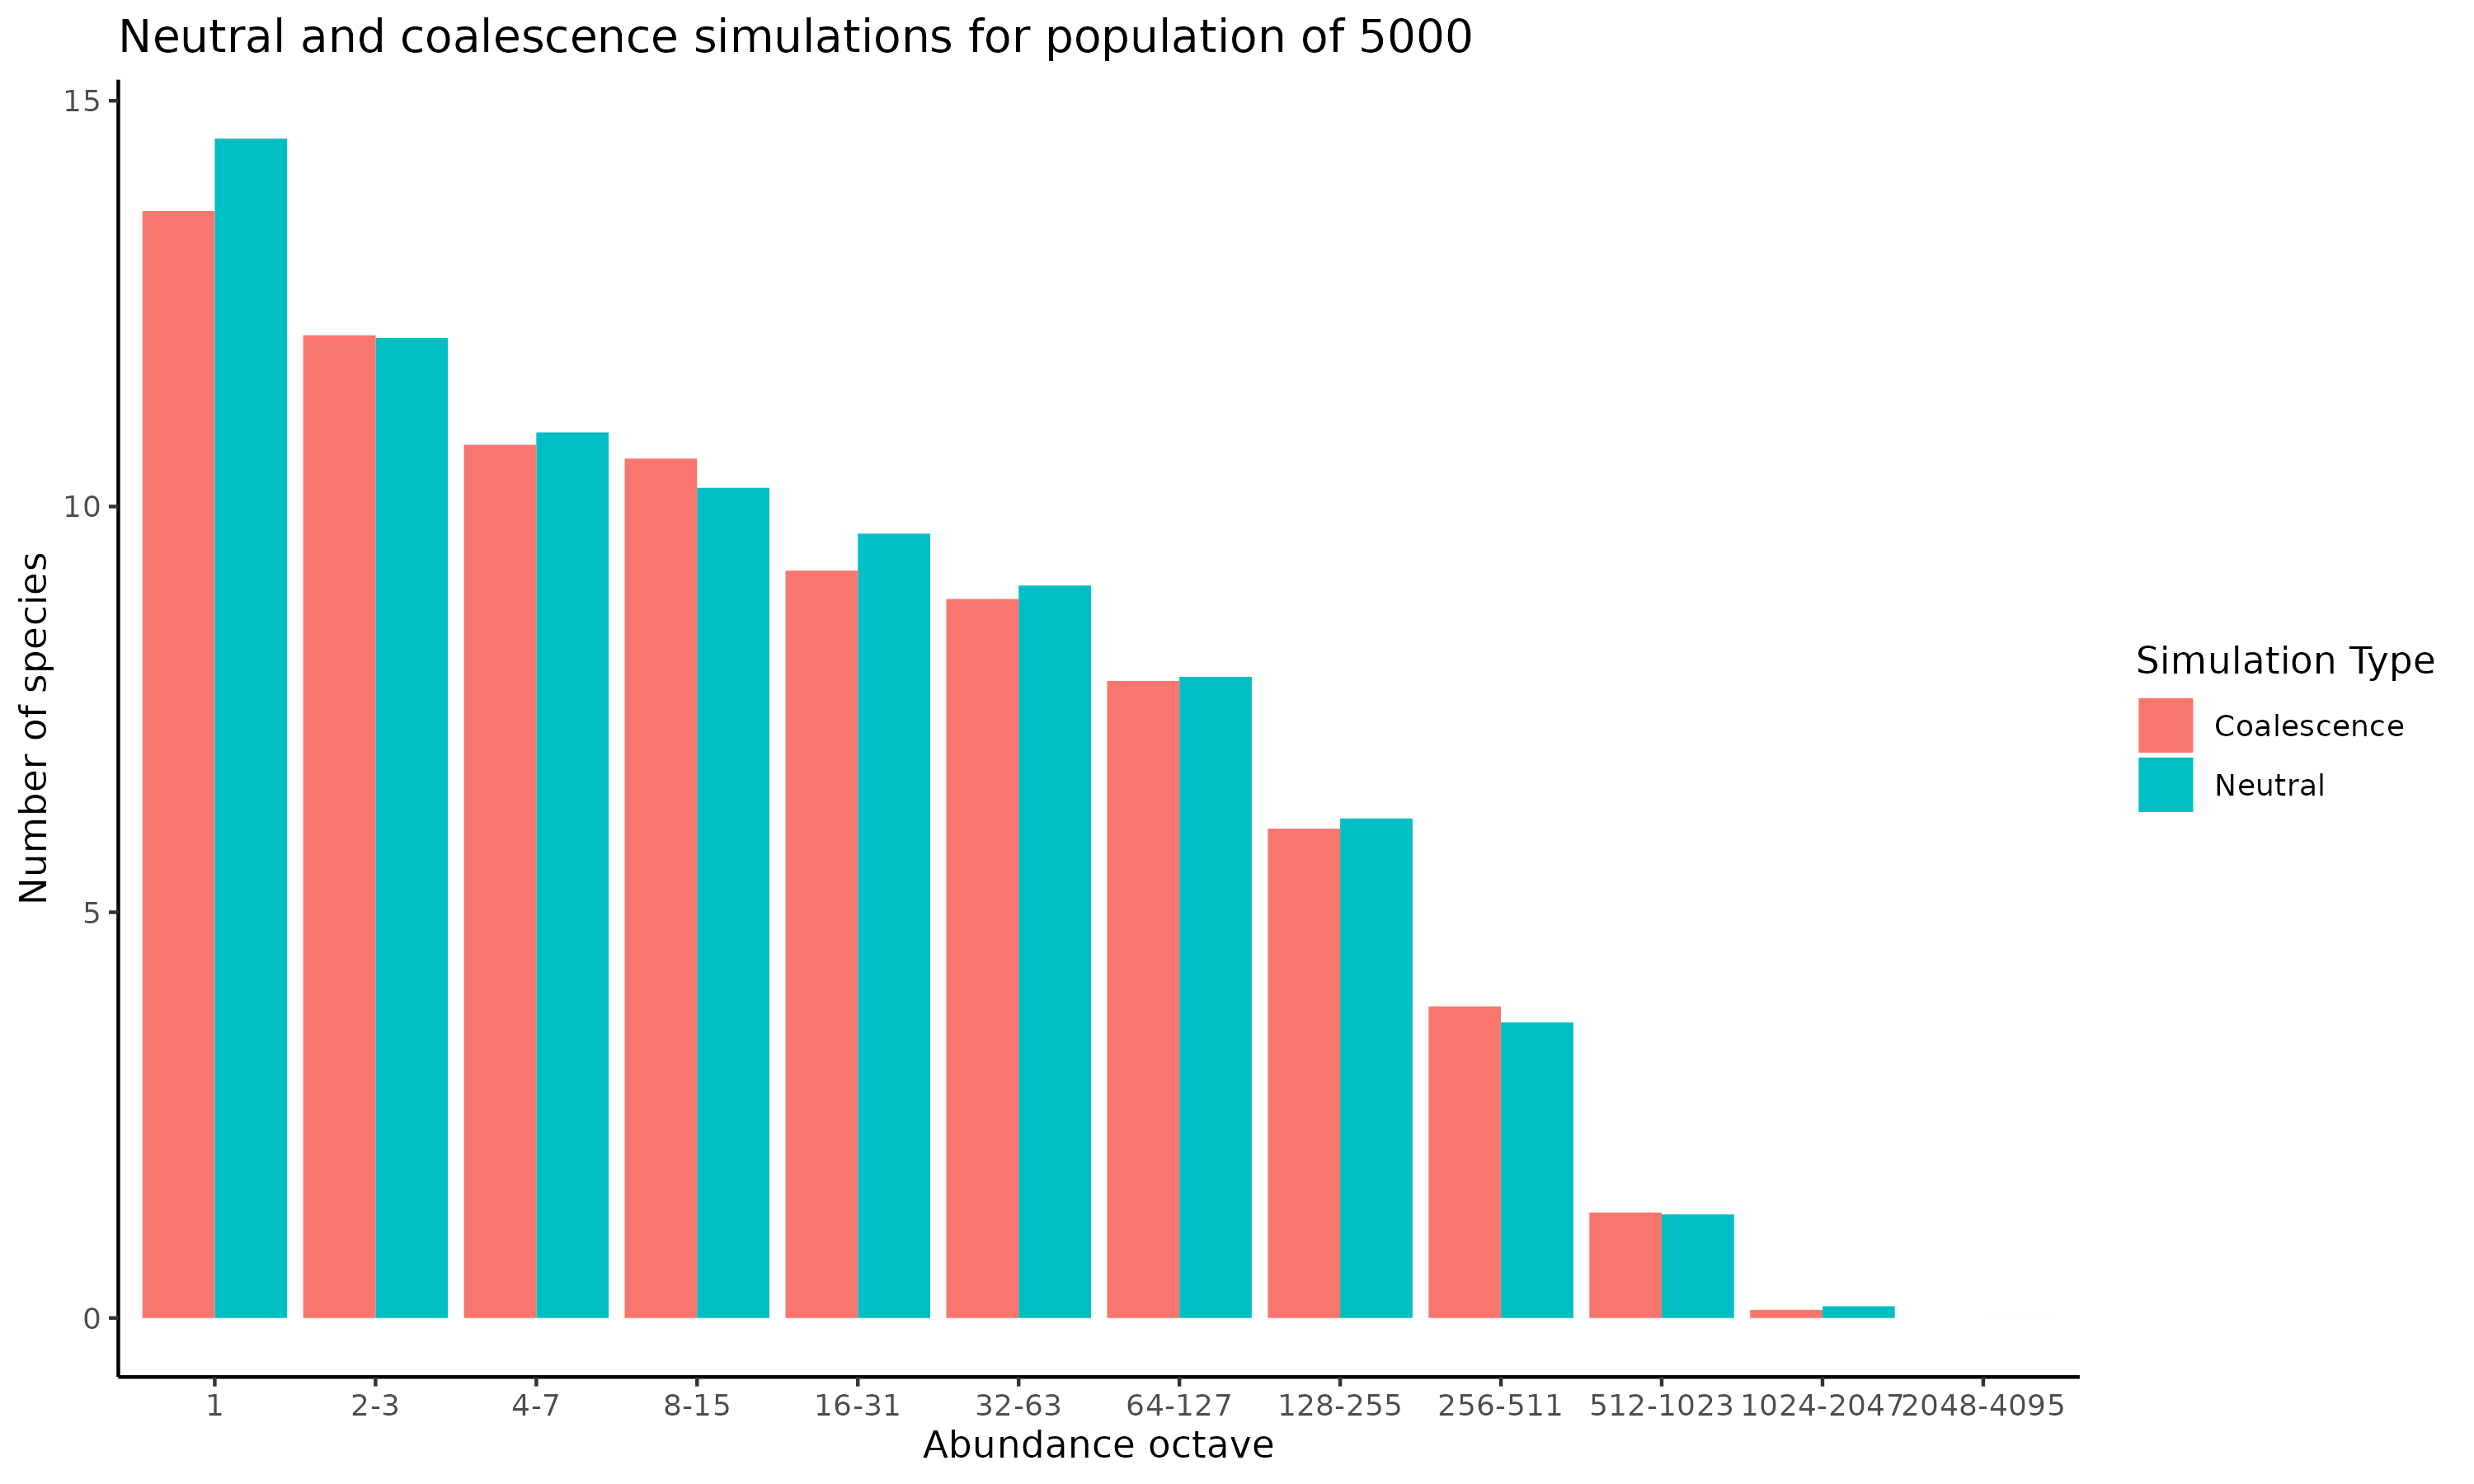 Neutral and coalescence simulations for population of 5000
15
10
5
0
Number of species
1 2-3 4-7 8-15 16-31 32-63 64-127 128-255 256-511 512-1023 1024-2047 2048-4095
Abundance octave
Simulation Type
Coalescence
Neutral